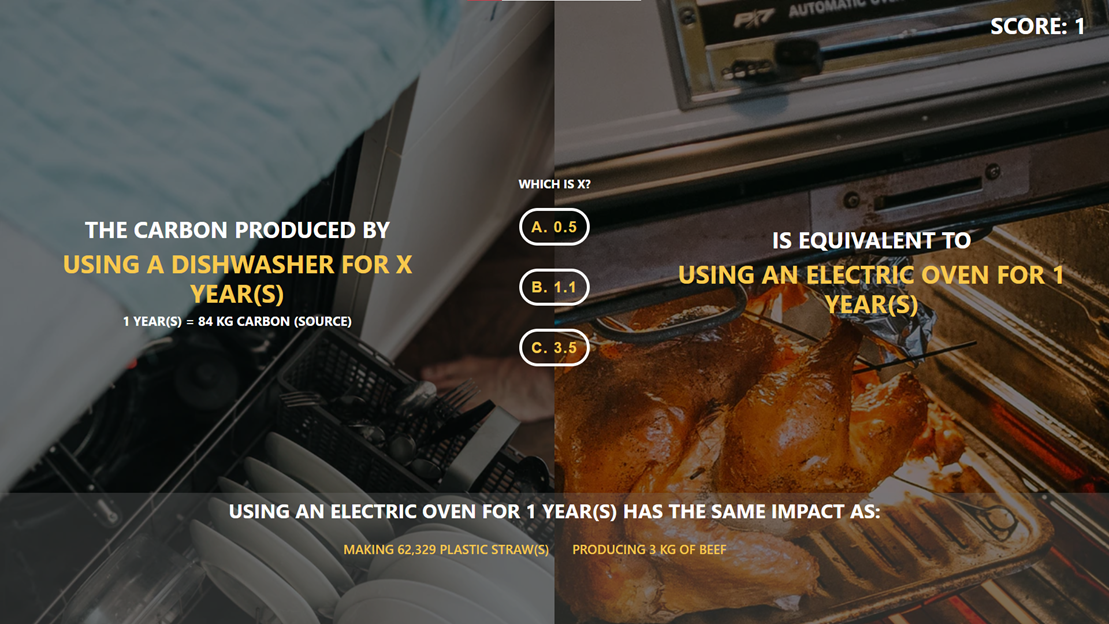 SCORE: 1
THE CARBON PRODUCED BY
USING A DISHWASHER FOR X
YEAR(S)
1 YEAR(S) = 84 KG CARBON (SOURCE)
WHICH IS X?
A. 0.5
B. 1.1
C. 3.5
IS EQUIVALENT TO
USING AN ELECTRIC OVEN FOR 1
YEAR(S)
USING AN ELECTRIC OVEN FOR 1 YEAR(S) HAS THE SAME IMPACT AS:
MAKING 62,329 PLASTIC STRAW(S) PRODUCING 3 KG OF BEEF
AUTOMATIC